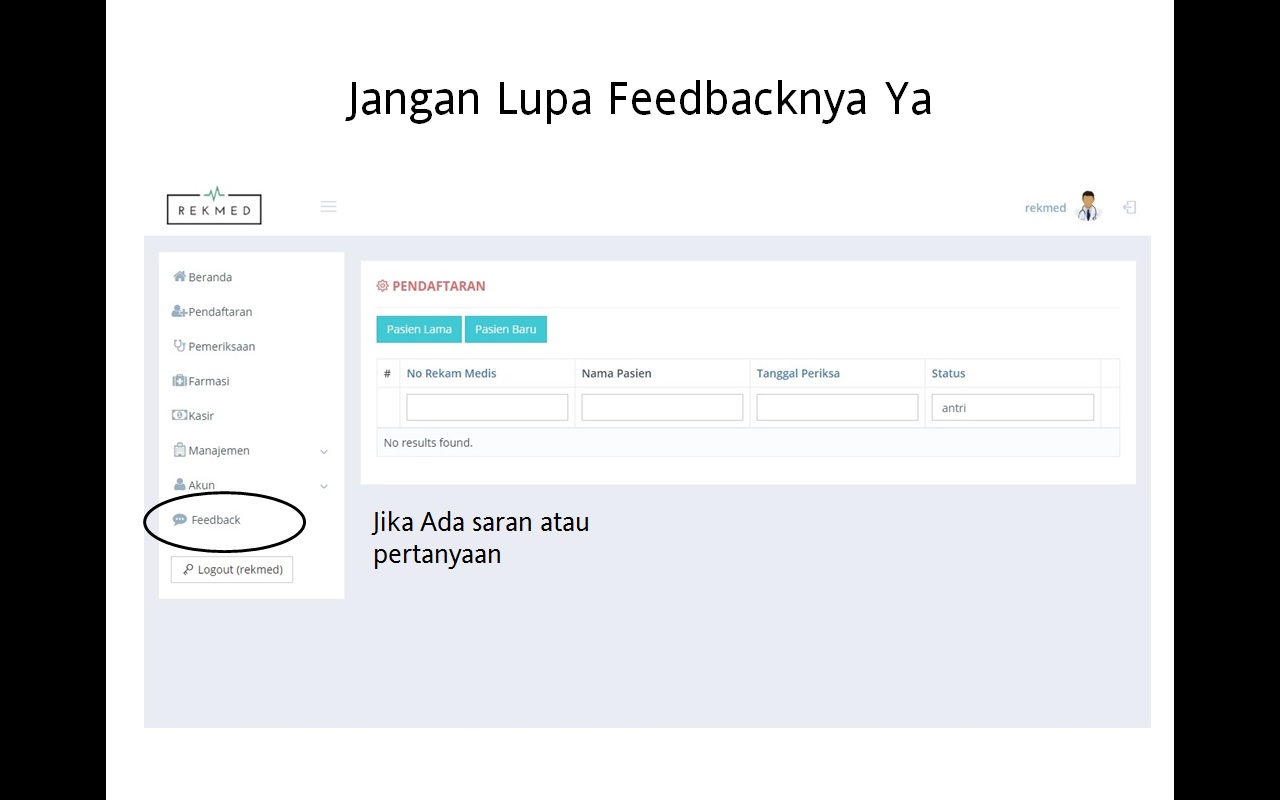 Jangan Lupa Feedbacknya Ya
REKMED
rekmed
Beranda
Pendaftaran
Pemeriksaan
Farmasi
Kasir
Manajemen
Akun
Feedback
Logout (rekmed)
PENDAFTARAN
Pasien Lama Pasien Baru
# No Rekam Medis Nama Pasien Tanggal Periksa Status
antri
No results found.
Jika Ada saran atau
pertanyaan